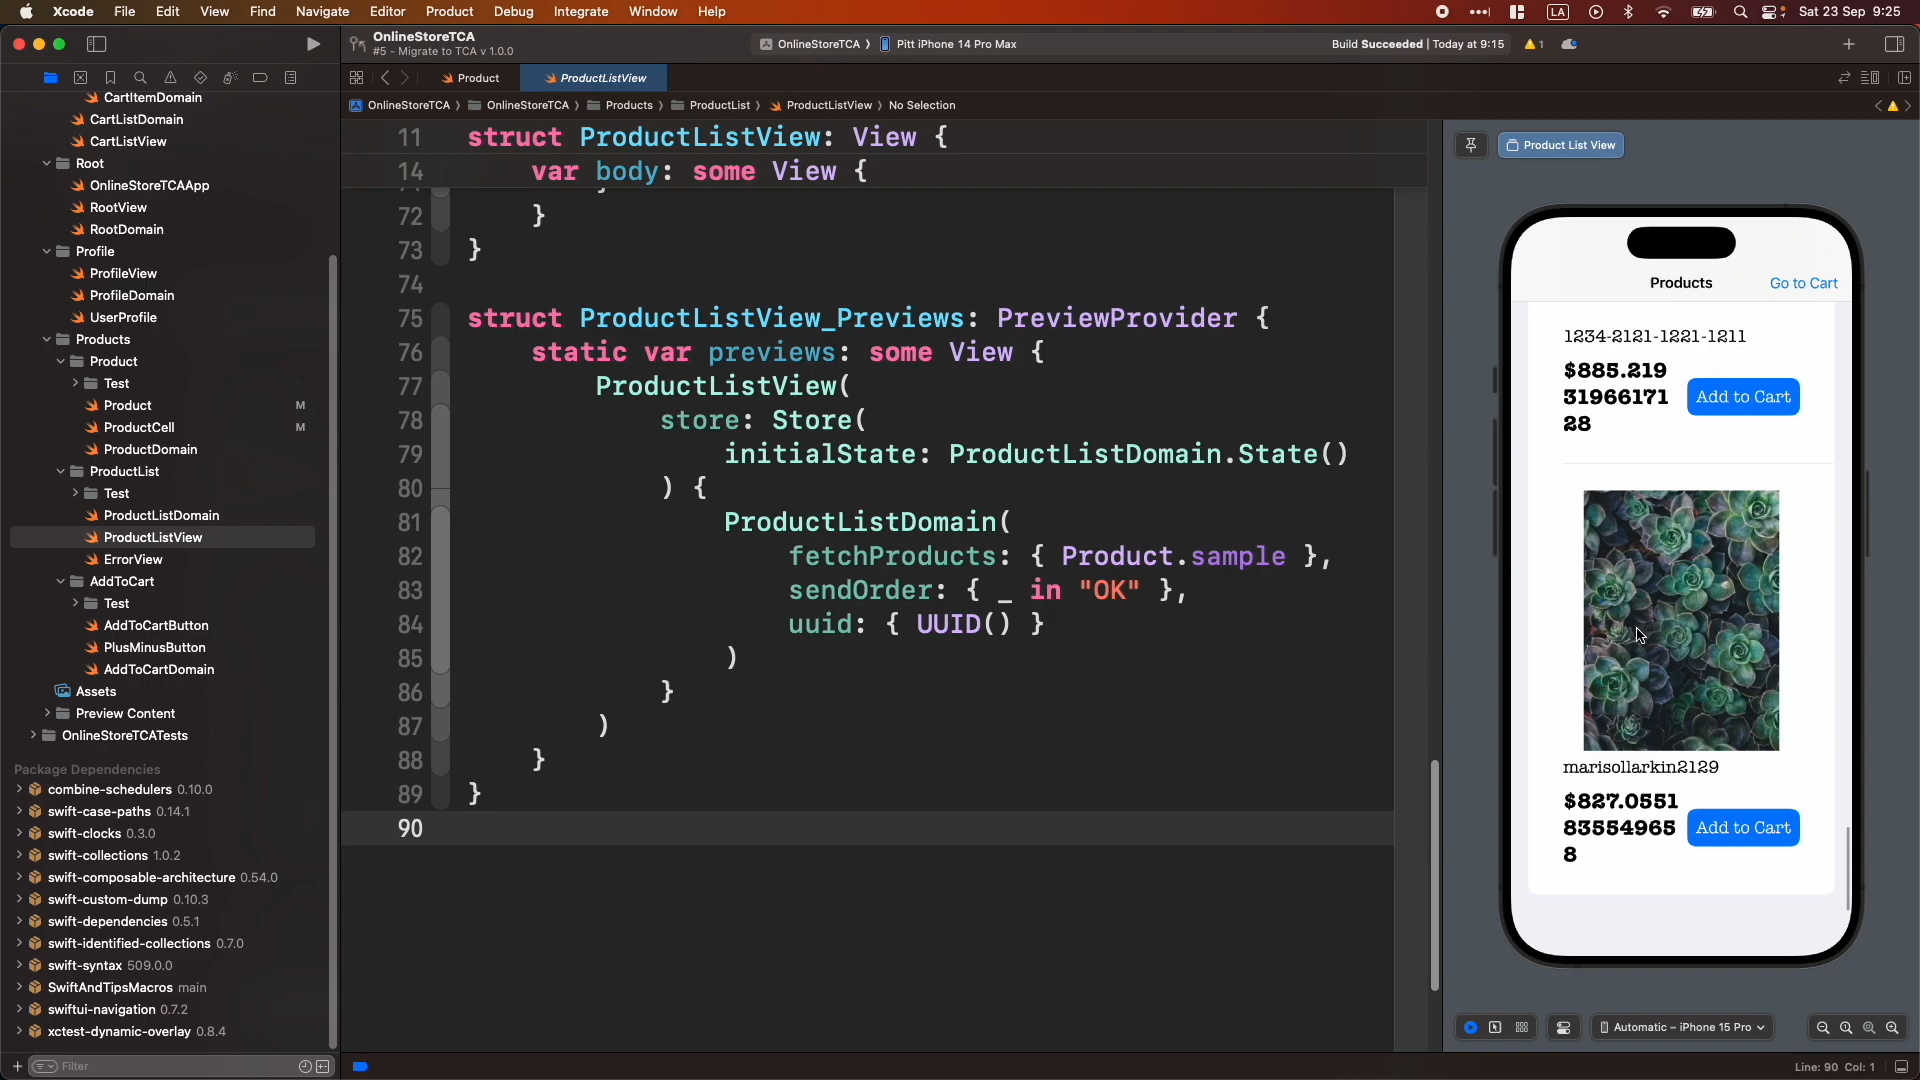 Xcode File Edit View Find Navigate Editor Product Debug Integrate Window Help
LA
Sat 23 Sep 9:25
OnlineStoreTCA
#5 - Migrate to TCA v 1.0.0
OnlineStoreTCA
Pitt iPhone 14 Pro Max
Build Succeeded | Today at 9:15
1
Product
ProductListView
OnlineStoreTCA
OnlineStoreTCA
Products
ProductList
ProductListView
No Selection
CartItemDomain
CartListDomain
CartListView
Root
OnlineStoreTCAApp
RootView
RootDomain
Profile
ProfileView
ProfileDomain
UserProfile
Products
Product
Test
Product M
ProductCell M
ProductDomain
ProductList
Test
ProductListDomain
ProductListView
ErrorView
AddToCart
Test
AddToCartButton
PlusMinusButton
AddToCartDomain
Assets
Preview Content
OnlineStoreTCATests
Package Dependencies
combine-schedulers 0.10.0
swift-case-paths 0.14.1
swift-clocks 0.3.0
swift-collections 1.0.2
swift-composable-architecture 0.54.0
swift-custom-dump 0.10.3
swift-dependencies 0.5.1
swift-identified-collections 0.7.0
swift-syntax 509.0.0
SwiftAndTipsMacros main
swiftui-navigation 0.7.2
xctest-dynamic-overlay 0.8.4
Filter
11 struct ProductListView: View {
14 var body: some View {
72 }
73 }
74
75 struct ProductListView_Previews: PreviewProvider {
76 static var previews: some View {
77 ProductListView(
78 store: Store(
79 initialState: ProductListDomain.State()
80 ) {
81 ProductListDomain(
82 fetchProducts: { Product.sample },
83 sendOrder: { _ in "OK" },
84 uuid: { UUID() }
85 )
86 }
87 )
88 }
89 }
90
Product List View
Products
Go to Cart
1234-2121-1221-1211
$885.219
31966171
28
Add to Cart
marisollarkin2129
$827.0551
83554965
8
Add to Cart
Automatic – iPhone 15 Pro
Line: 90 Col: 1